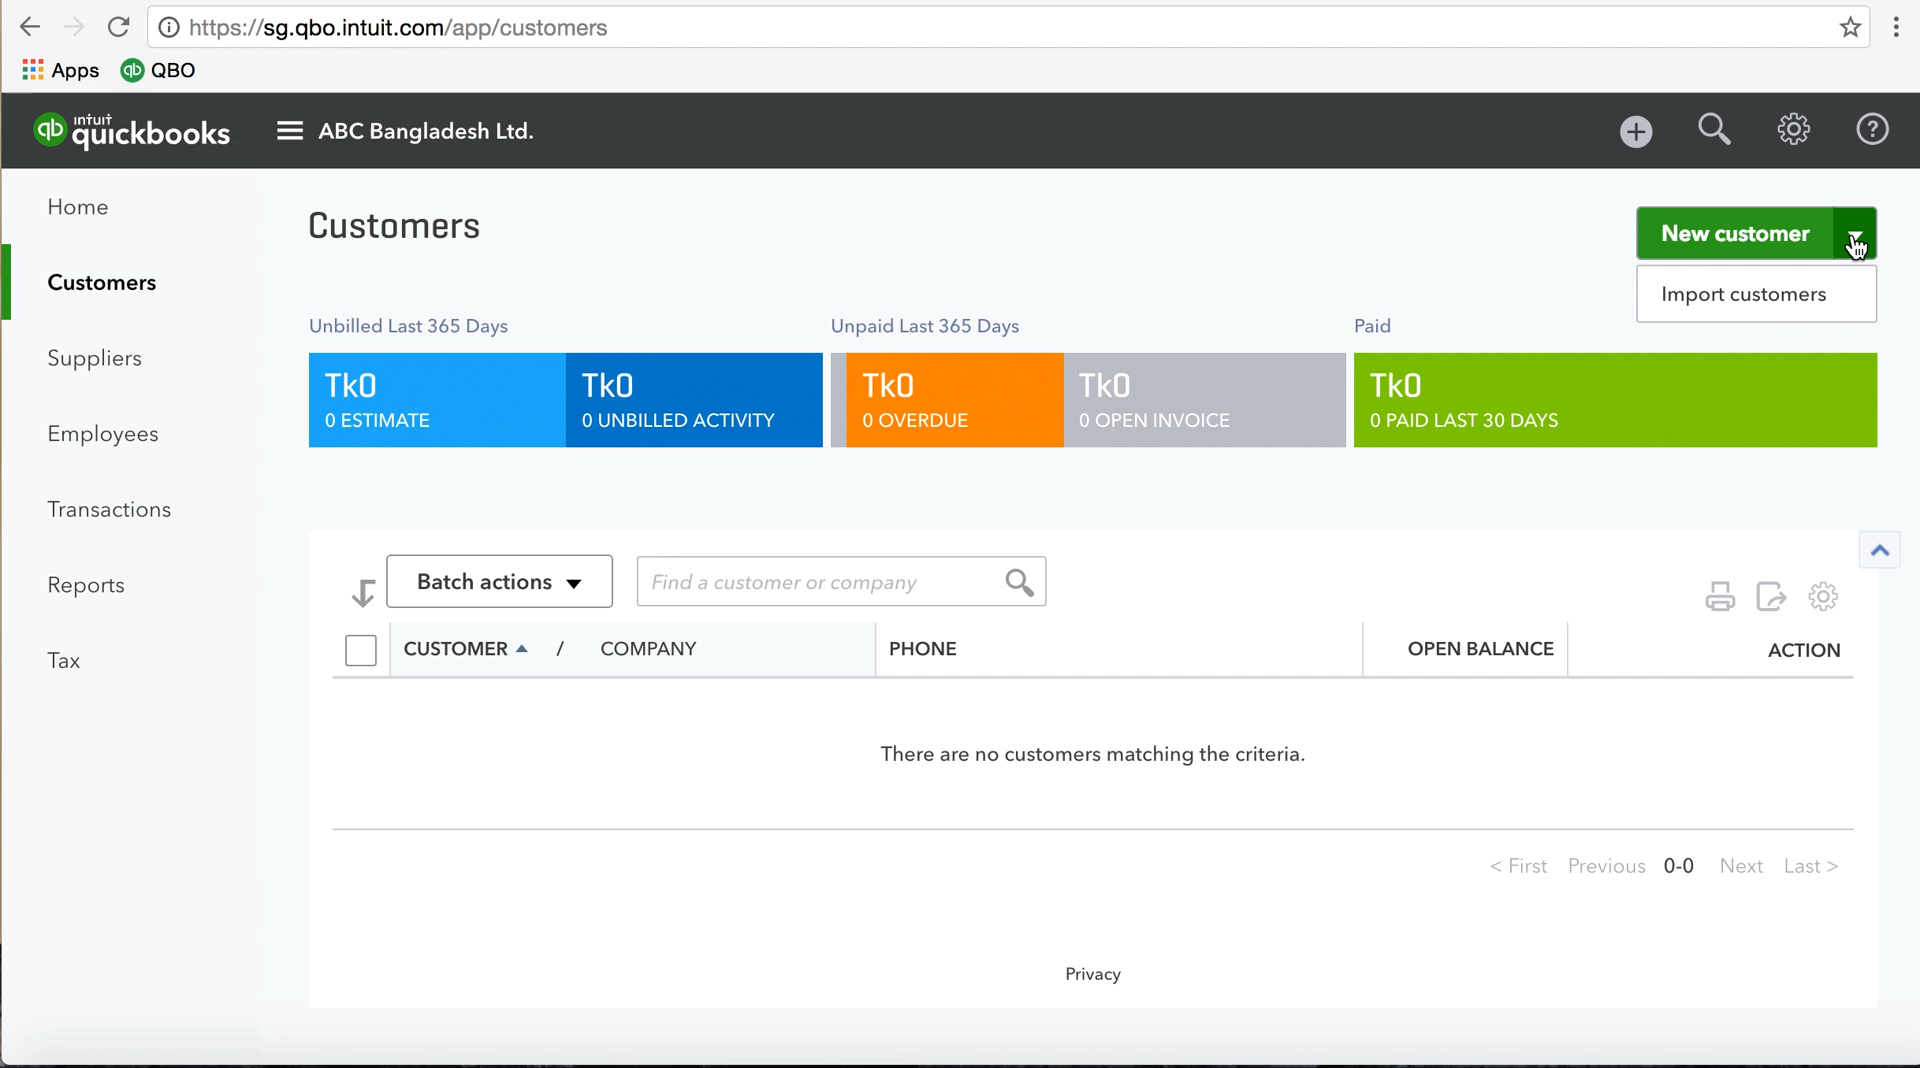 https://sg.qbo.intuit.com/app/customers
Apps
qb QBO
qb intuit quickbooks
ABC Bangladesh Ltd.
Home
Customers
Suppliers
Employees
Transactions
Reports
Tax
Customers
New customer
Import customers
Unbilled Last 365 Days
Unpaid Last 365 Days
Paid
Tk0
0 ESTIMATE
Tk0
0 UNBILLED ACTIVITY
Tk0
0 OVERDUE
Tk0
0 OPEN INVOICE
Tk0
0 PAID LAST 30 DAYS
Batch actions
Find a customer or company
CUSTOMER / COMPANY
PHONE
OPEN BALANCE
ACTION
There are no customers matching the criteria.
< First Previous 0-0 Next Last >
Privacy